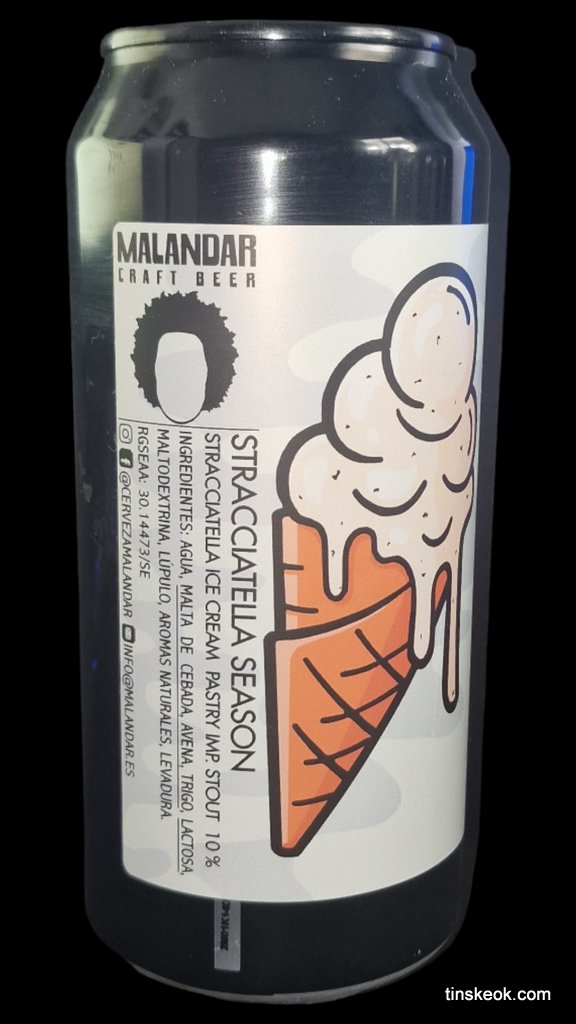 MALANDAR
CRAFT BEER
STRACCIATELLA SEASON
STRACCIATELLA ICE CREAM PASTRY IMP. STOUT 10%
INGREDIENTES: AGUA, MALTA DE CEBADA, AVENA, TRIGO, LACTOSA,
MALTODEXTRINA, LÚPULO, AROMAS NATURALES, LEVADURA.
RGSEAA: 30.14473/SE
@CERVEZAMALANDAR INFO@MALANDAR.ES
tinskeok.com